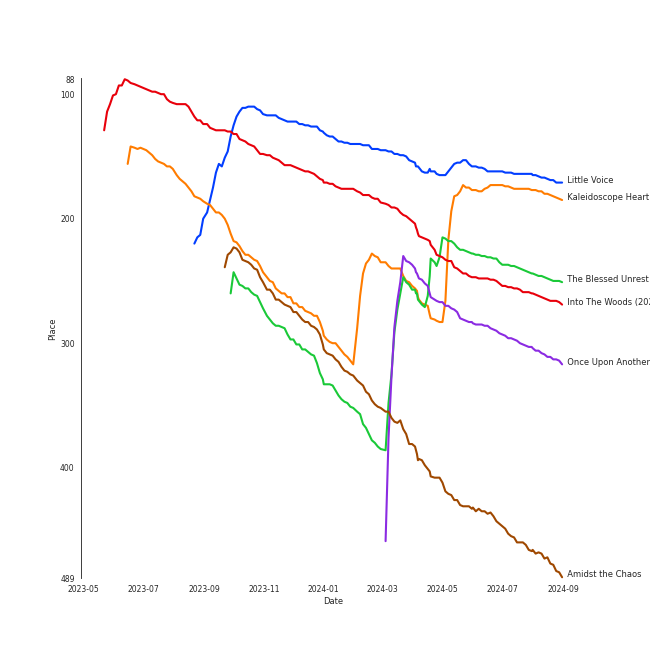 88
100
Little Voice
Kaleidoscope Heart
200
The Blessed Unrest
Into The Woods (202
Place
300
Once Upon Another
400
Amidst the Chaos
489
2023-05
2023-07
2023-09
2023-11
2024-01
2024-03
2024-05
2024-07
2024-09
Date